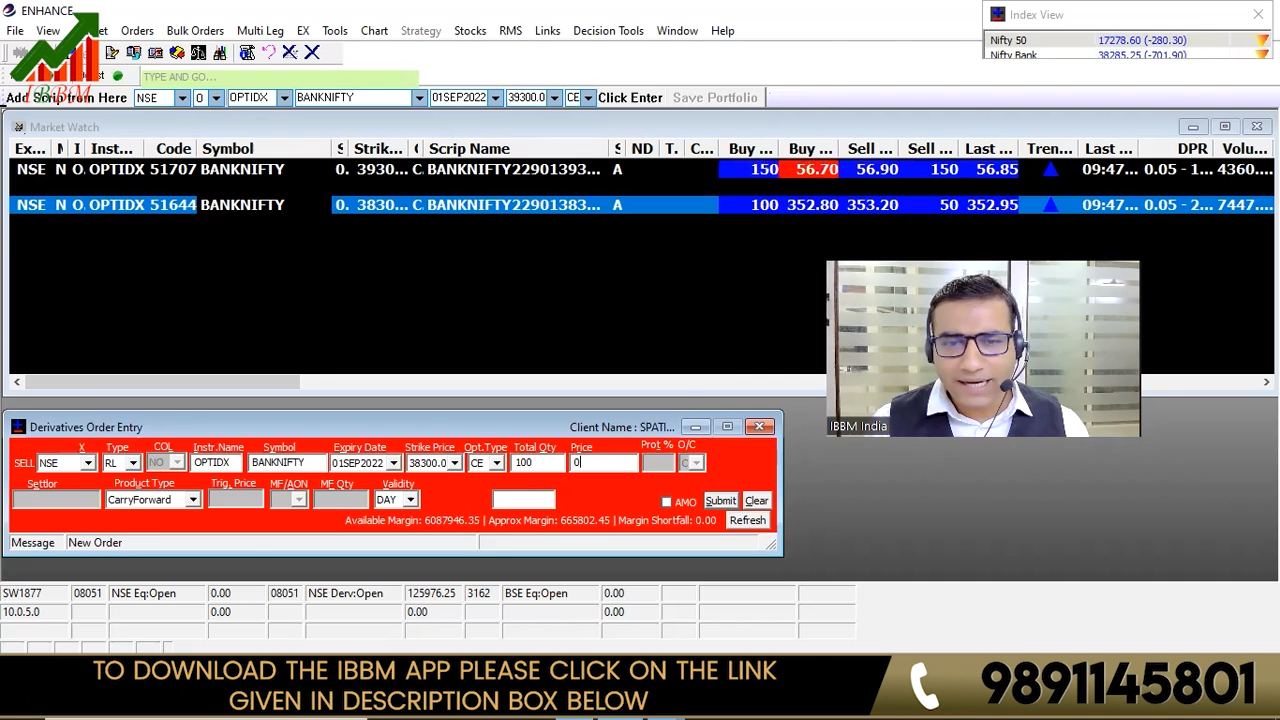 ENHANCE
File View Orders Bulk Orders Multi Leg EX Tools Chart Strategy Stocks RMS Links Decision Tools Window Help
TYPE AND GO...
IBBM
Add Script from Here NSE O OPTIDX BANKNIFTY 01SEP2022 39300.0 CE Click Enter Save Portfolio
Index View
Nifty 50 17278.60 (-280.30)
Nifty Bank 38285.25 (-701.90)
Market Watch
Ex... M I Inst... Code Symbol S Strik... C Scrip Name S ND T. C... Buy ... Buy ... Sell ... Sell ... Last ... Tren... Last ... DPR Volu...
NSE N O. OPTIDX 51707 BANKNIFTY 0. 3930... C. BANKNIFTY22901393... A 150 56.70 56.90 150 56.85 09:47... 0.05 - 1... 4360....
NSE N O. OPTIDX 51644 BANKNIFTY 0. 3830... C. BANKNIFTY22901383... A 100 352.80 353.20 50 352.95 09:47... 0.05 - 2... 7447....
IBBM India
Derivatives Order Entry Client Name : SPATI...
X Type COL Instr.Name Symbol Expiry Date Strike Price Opt.Type Total Qty Price Prot % O/C
SELL NSE RL NO OPTIDX BANKNIFTY 01SEP2022 38300.0 CE 100 0
Settlor Product Type Trig. Price MF/AON MF Qty Validity
CarryForward DAY AMO Submit Clear
Available Margin: 6087946.35 | Approx Margin: 665802.45 | Margin Shortfall: 0.00 Refresh
Message New Order
SW1877 08051 NSE Eq:Open 0.00 08051 NSE Derv:Open 125976.25 3162 BSE Eq:Open 0.00
10.0.5.0 0.00 0.00 0.00
TO DOWNLOAD THE IBBM APP PLEASE CLICK ON THE LINK
GIVEN IN DESCRIPTION BOX BELOW
9891145801